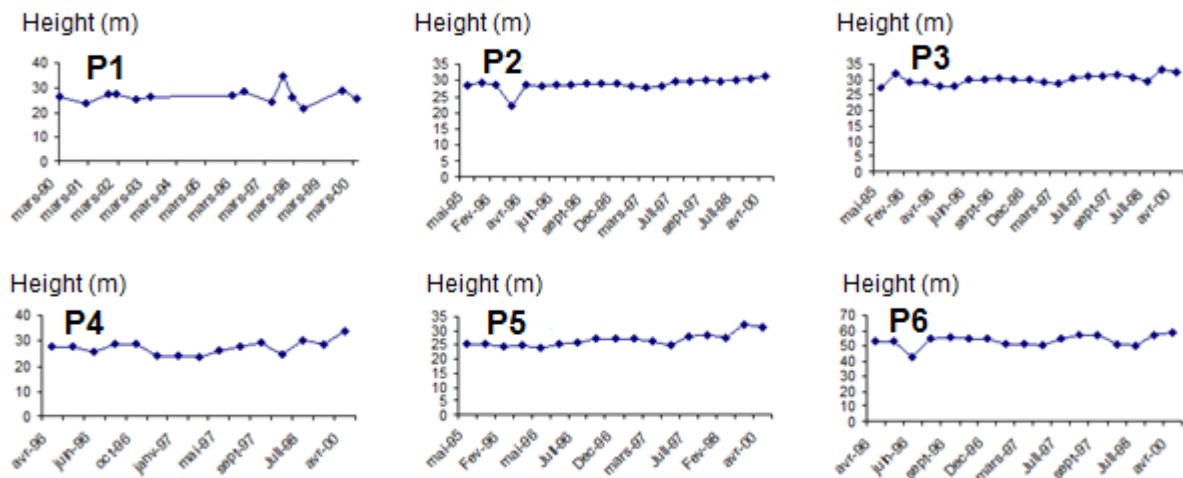 Height (m)
P1
40
30
20
10
0
mars-90
mars-91
mars-92
mars-93
mars-94
mars-95
mars-96
mars-97
mars-98
mars-99
mars-00
Height (m)
P2
35
30
25
20
15
10
5
0
mai-95
Fev-96
avr-96
juin-96
sept-96
Dec-96
mars-97
Juil-97
sept-97
Juil-98
avr-00
Height (m)
P3
35
30
25
20
15
10
5
0
mai-95
Fev-96
avr-96
juin-96
sept-96
Dec-96
mars-97
Juil-97
sept-97
Juil-98
avr-00
Height (m)
P4
40
30
20
10
0
avr-96
juin-96
oct-96
janv-97
mai-97
sept-97
Juil-98
avr-00
Height (m)
P5
35
30
25
20
15
10
5
0
mai-95
Fev-96
mai-96
Juil-96
Dec-96
mars-97
Juil-97
Fev-98
avr-00
Height (m)
P6
70
60
50
40
30
20
10
0
avr-96
juin-96
sept-96
Dec-96
mars-97
Juil-97
sept-97
Juil-98
avr-00